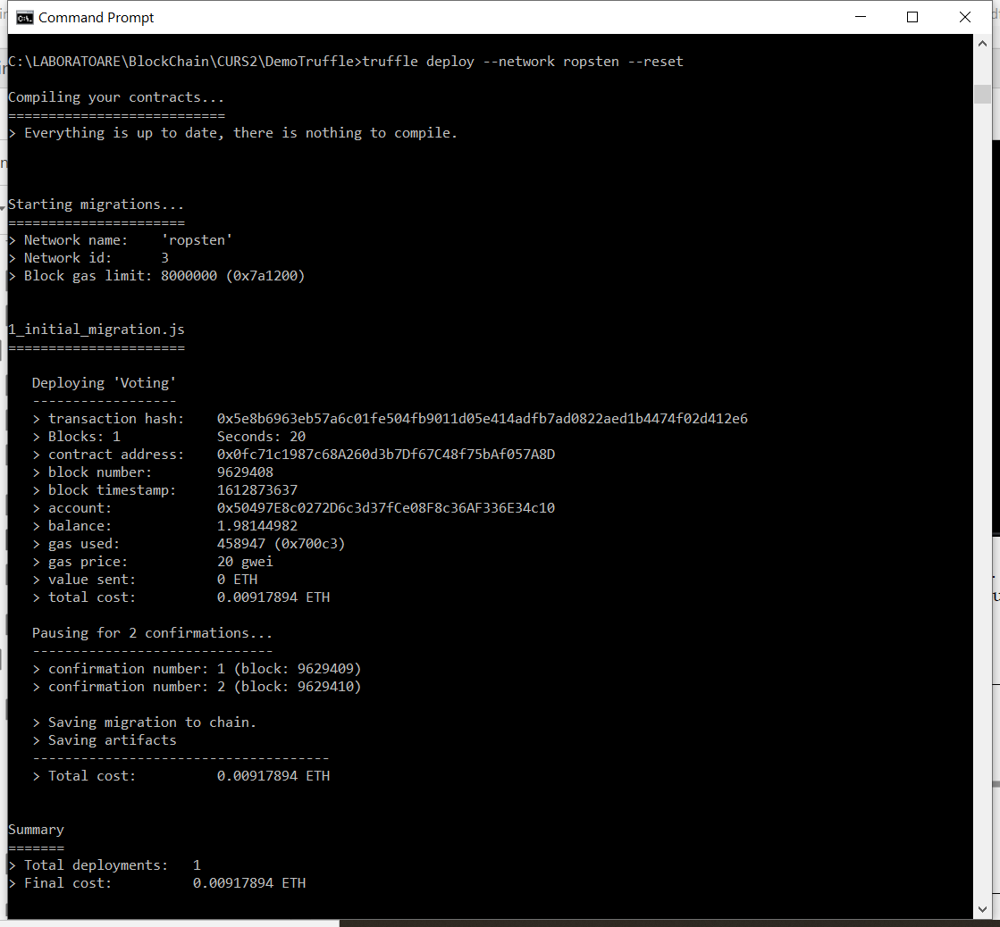 Command Prompt
C:\LABORATOARE\BlockChain\CURS2\DemoTruffle>truffle deploy --network ropsten --reset
Compiling your contracts...
===========================
> Everything is up to date, there is nothing to compile.
Starting migrations...
======================
> Network name:    'ropsten'
> Network id:      3
> Block gas limit: 8000000 (0x7a1200)
1_initial_migration.js
======================
   Deploying 'Voting'
   ------------------
   > transaction hash:    0x5e8b6963eb57a6c01fe504fb9011d05e414adfb7ad0822aed1b4474f02d412e6
   > Blocks: 1            Seconds: 20
   > contract address:    0x0fc71c1987c68A260d3b7Df67C48f75bAf057A8D
   > block number:        9629408
   > block timestamp:     1612873637
   > account:             0x50497E8c0272D6c3d37fCe08F8c36AF336E34c10
   > balance:             1.98144982
   > gas used:            458947 (0x700c3)
   > gas price:           20 gwei
   > value sent:          0 ETH
   > total cost:          0.00917894 ETH
   Pausing for 2 confirmations...
   ------------------------------
   > confirmation number: 1 (block: 9629409)
   > confirmation number: 2 (block: 9629410)
   > Saving migration to chain.
   > Saving artifacts
   -------------------------------------
   > Total cost:          0.00917894 ETH
Summary
=======
> Total deployments:   1
> Final cost:          0.00917894 ETH